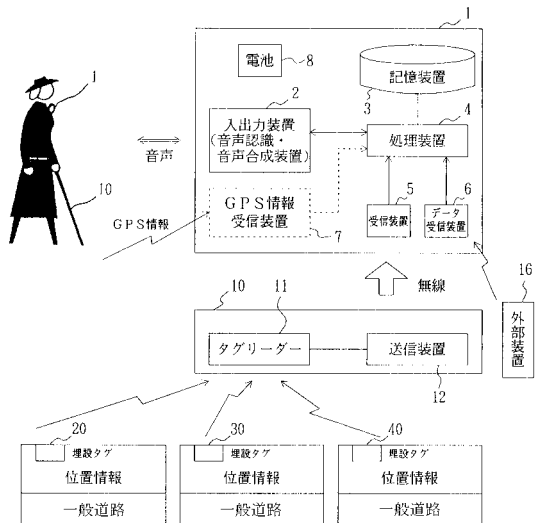 1
電池
8
記憶装置
3
1
2
4
入出力装置
(音声認識・
音声合成装置)
処理装置
音声
10
5
6
GPS情報
GPS情報
受信装置
7
受信装置
データ
受信装置
16
無線
10
11
外部装置
タグリーダー
送信装置
12
20
埋設タグ
位置情報
一般道路
30
埋設タグ
位置情報
一般道路
40
埋設タグ
位置情報
一般道路